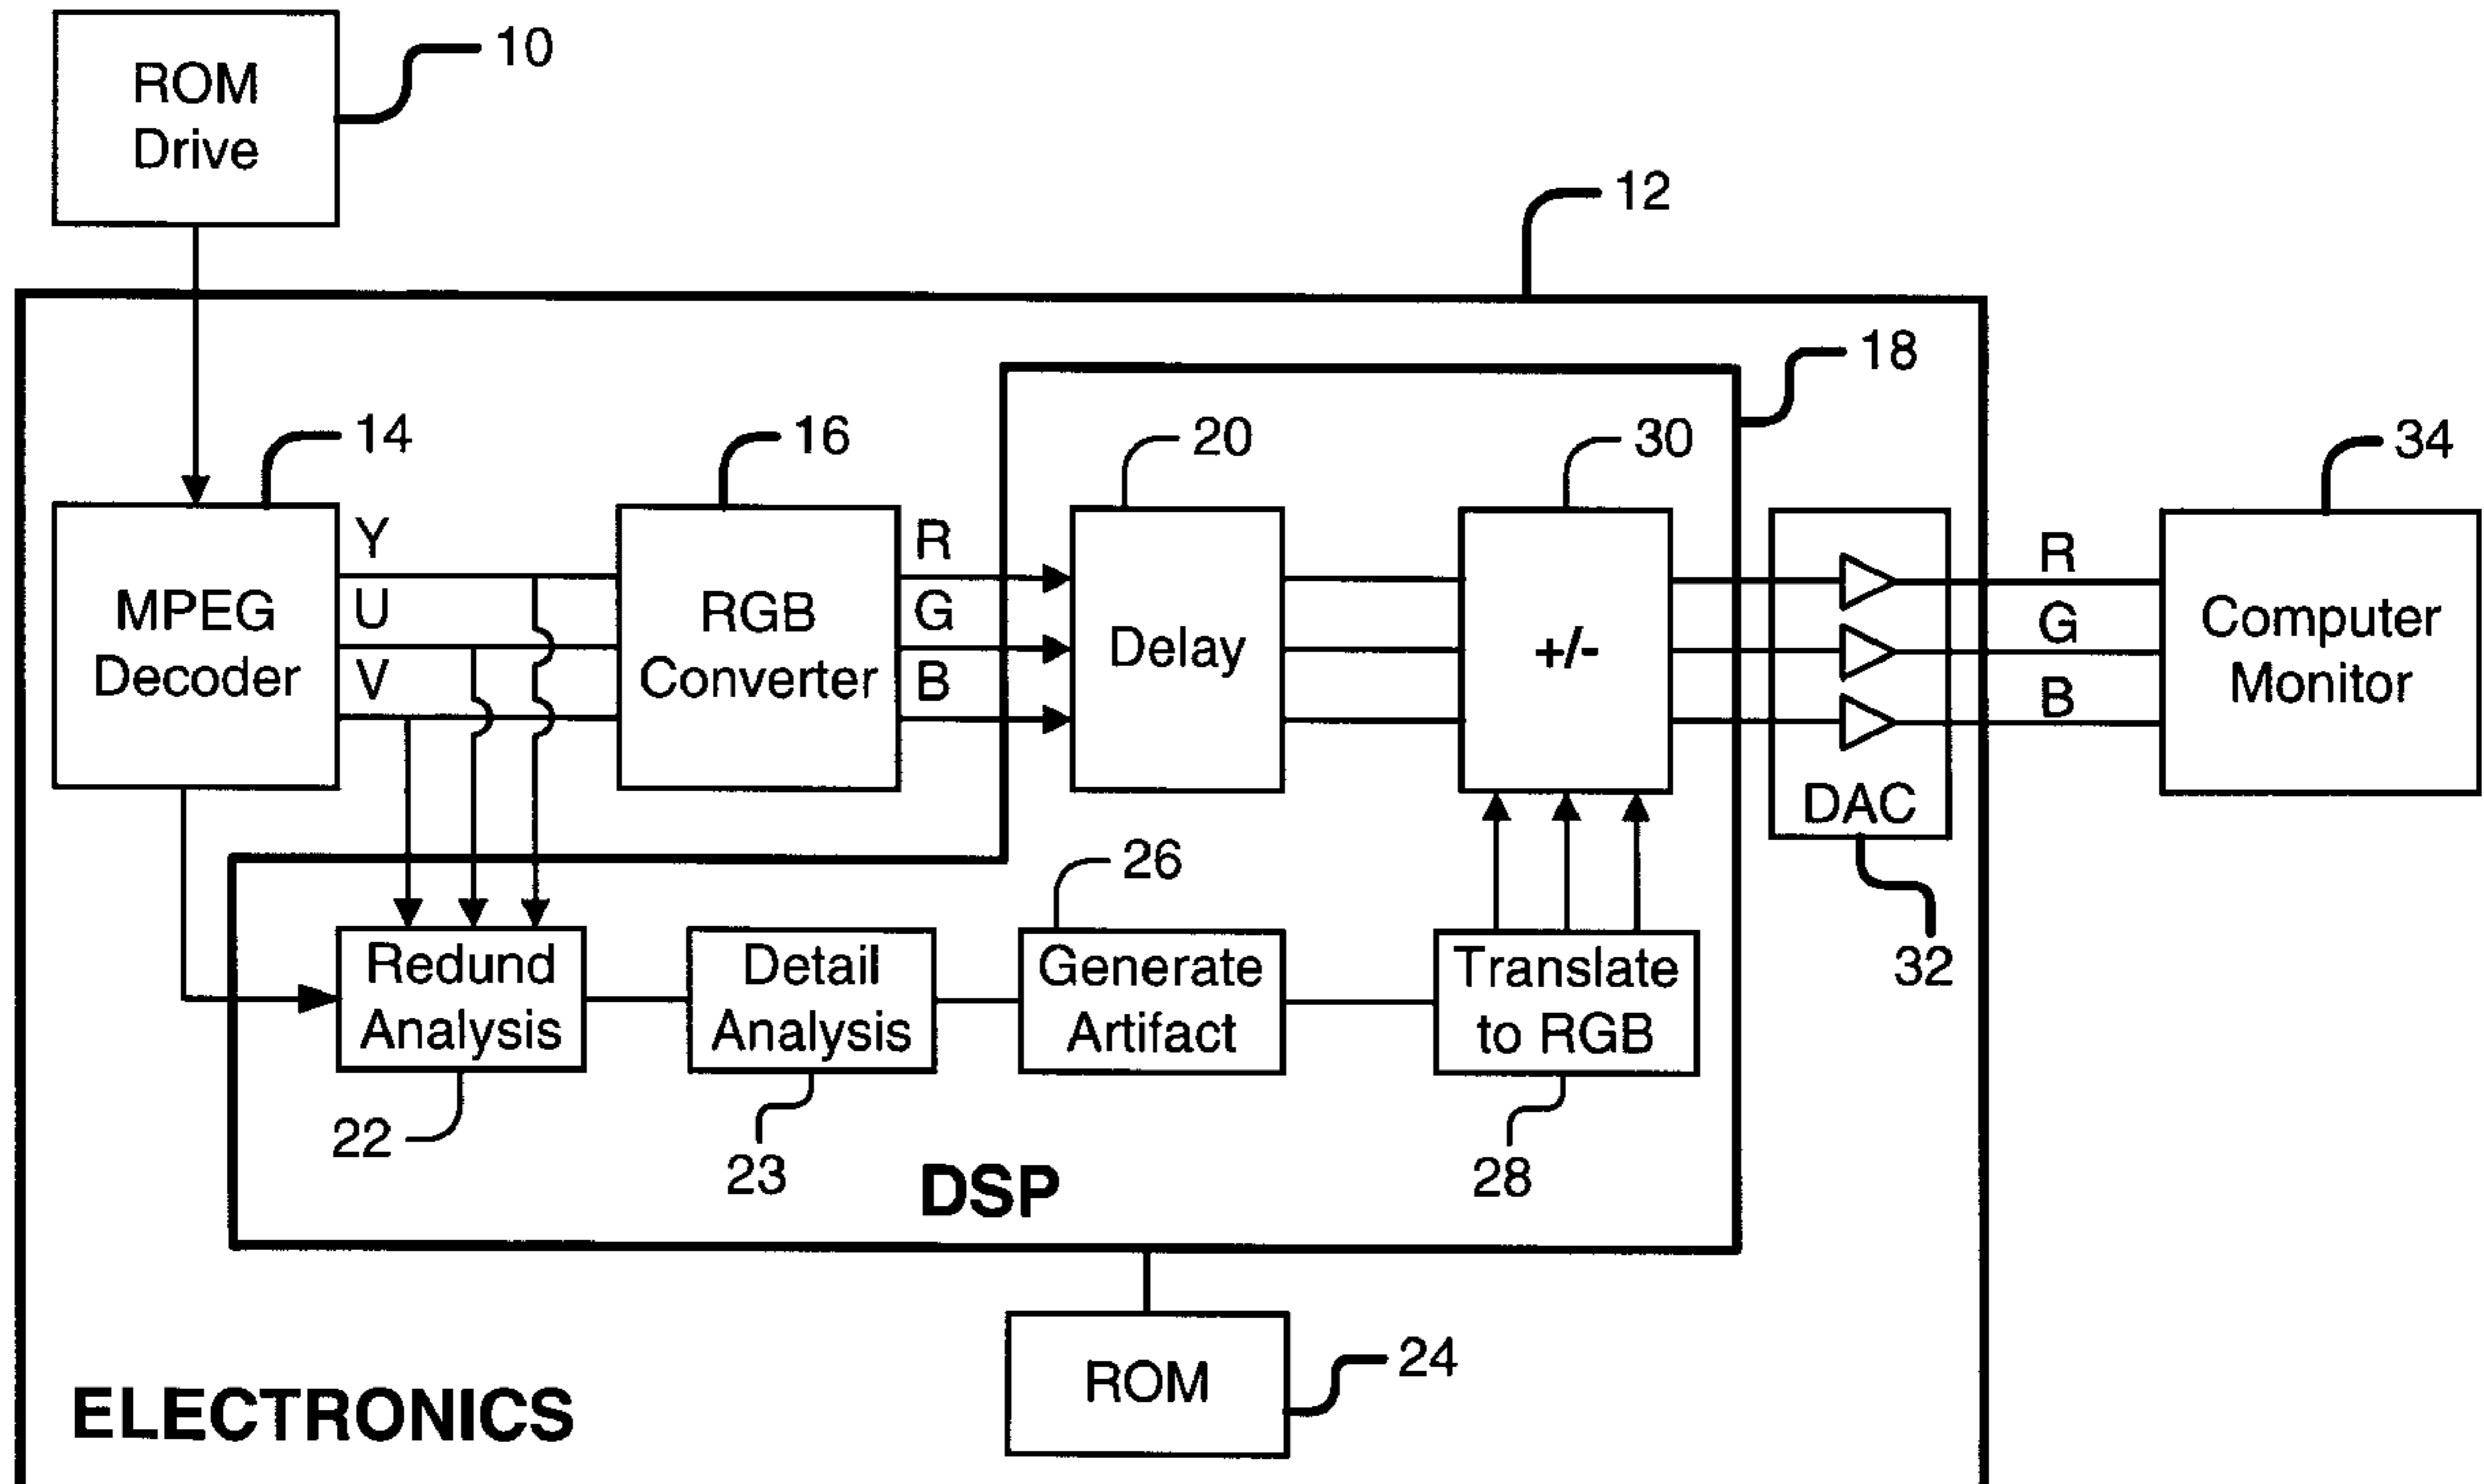 ROM
Drive
10
12
18
14
16
20
30
34
MPEG
Decoder
Y
U
V
RGB
Converter
R
G
B
Delay
+/-
DAC
R
G
B
Computer
Monitor
32
26
Redund
Analysis
Detail
Analysis
Generate
Artifact
Translate
to RGB
22
23
28
DSP
ROM
24
ELECTRONICS